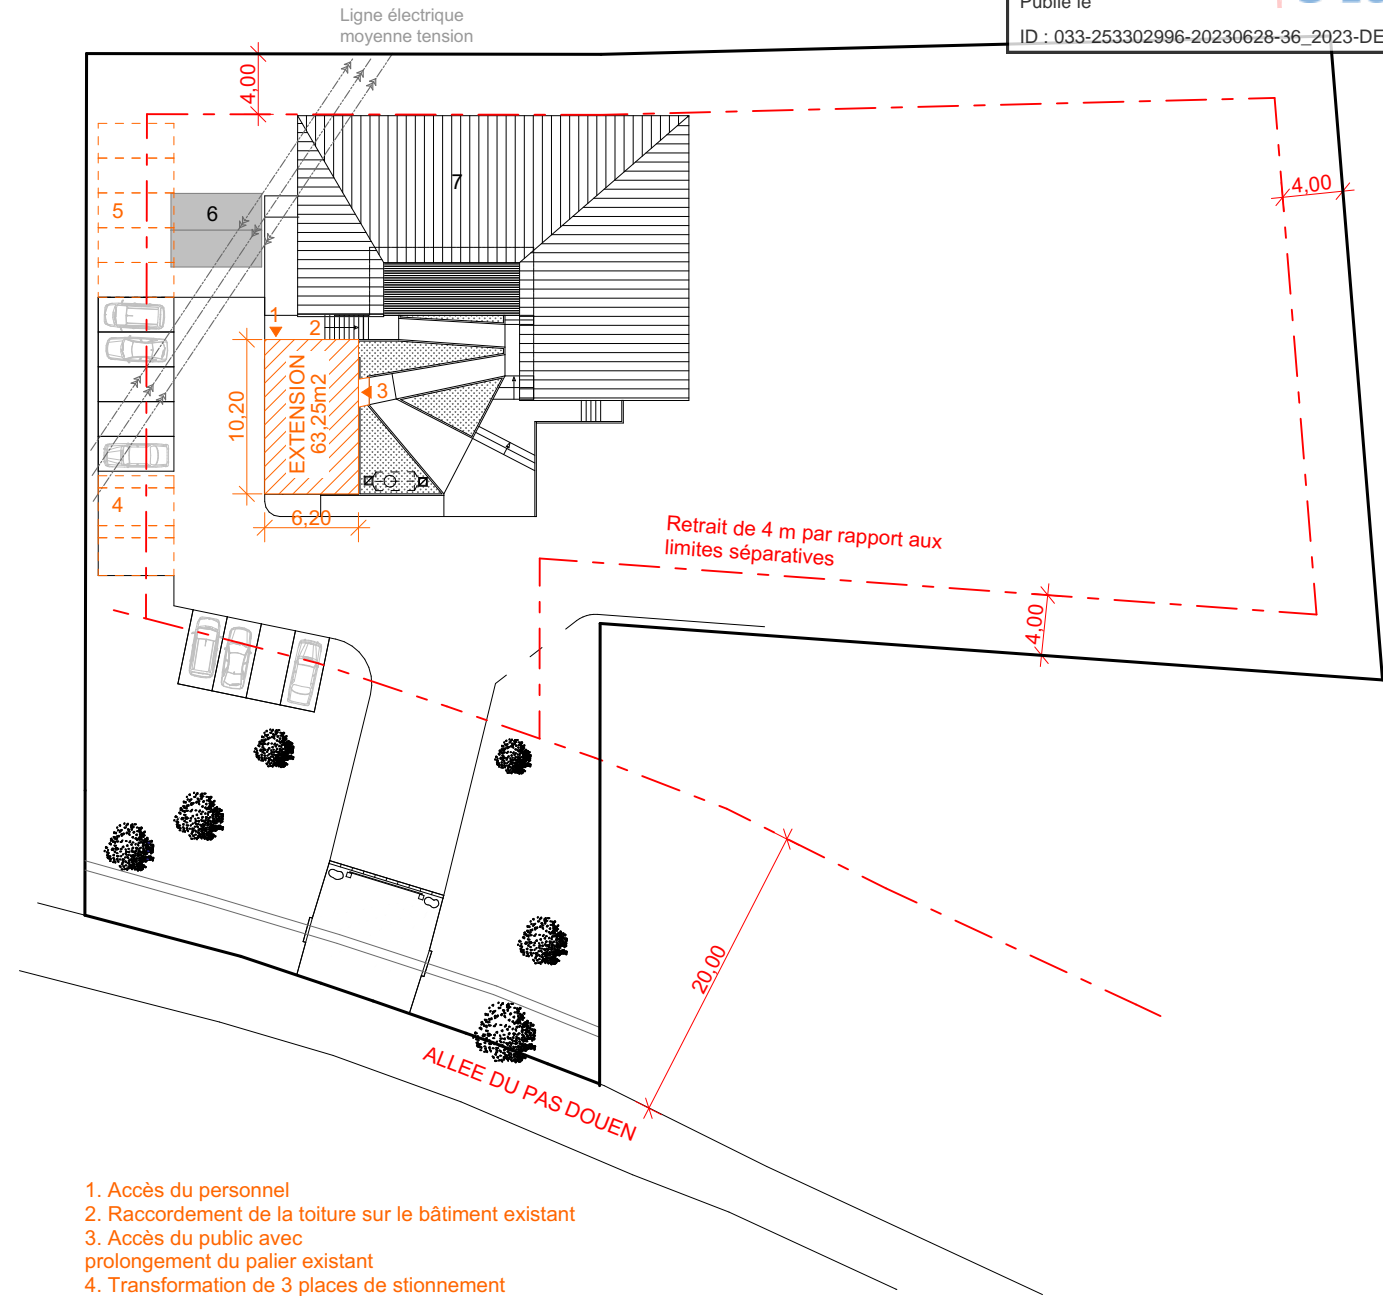 Ligne électrique
moyenne tension
Publié le
ID : 033-253302996-20230628-36_2023-DE
4,00
4,00
7
5
6
1
2
3
EXTENSION
63,25m2
10,20
6,20
4
Retrait de 4 m par rapport aux
limites séparatives
4,00
20,00
ALLEE DU PAS DOUEN
1. Accès du personnel
2. Raccordement de la toiture sur le bâtiment existant
3. Accès du public avec
prolongement du palier existant
4. Transformation de 3 places de stionnement